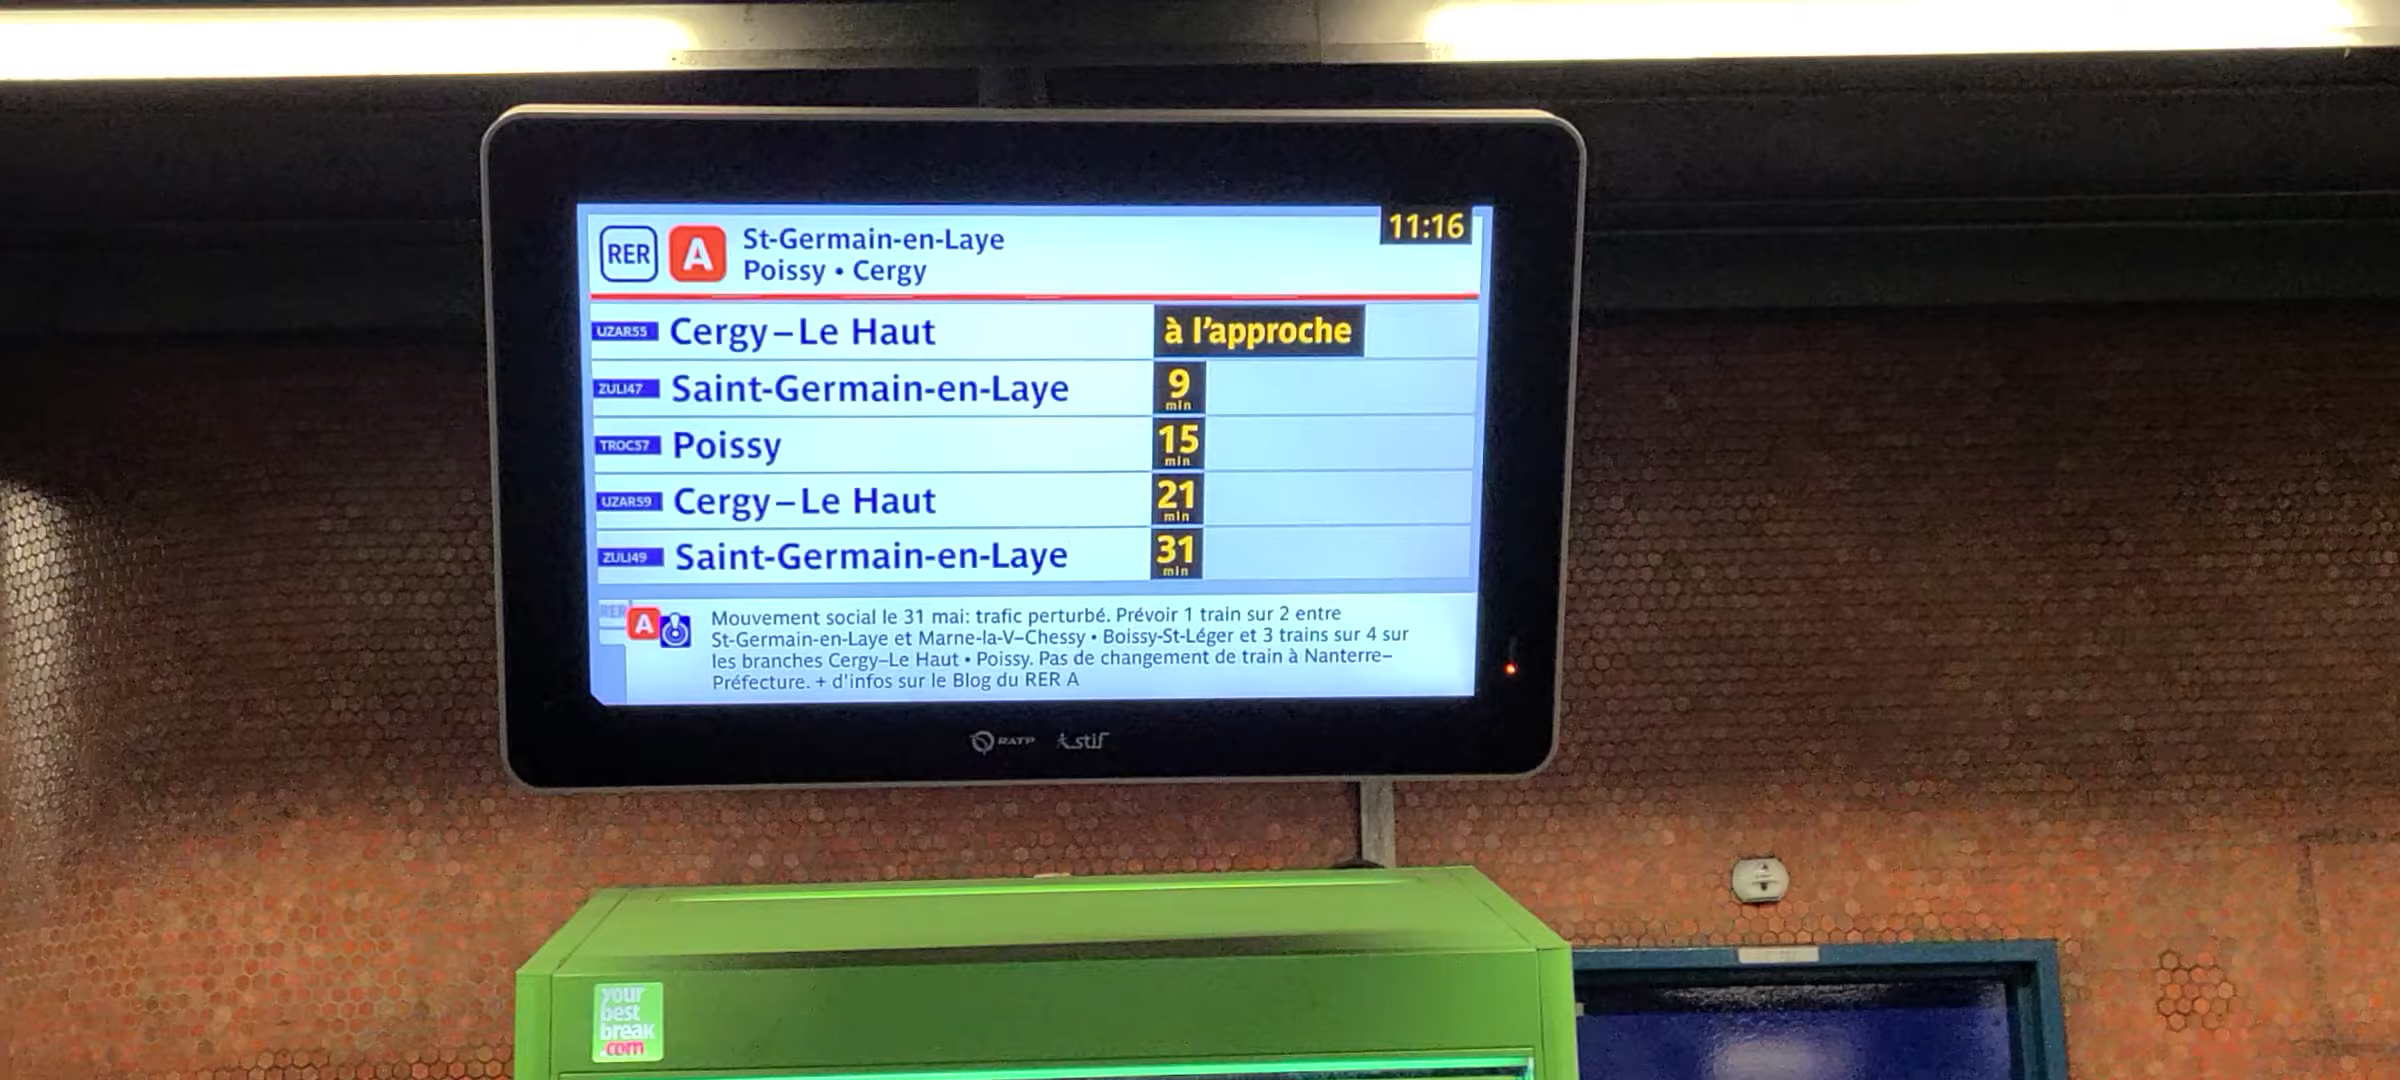 11:16
RER A St-Germain-en-Laye
Poissy • Cergy
UZAR55 Cergy–Le Haut à l'approche
ZULI47 Saint-Germain-en-Laye 9 min
TROC57 Poissy 15 min
UZAR59 Cergy–Le Haut 21 min
ZULI49 Saint-Germain-en-Laye 31 min
RER A Mouvement social le 31 mai: trafic perturbé. Prévoir 1 train sur 2 entre
St-Germain-en-Laye et Marne-la-V–Chessy • Boissy-St-Léger et 3 trains sur 4 sur
les branches Cergy–Le Haut • Poissy. Pas de changement de train à Nanterre–
Préfecture. + d'infos sur le Blog du RER A
RATP stif
your
best
break
.com